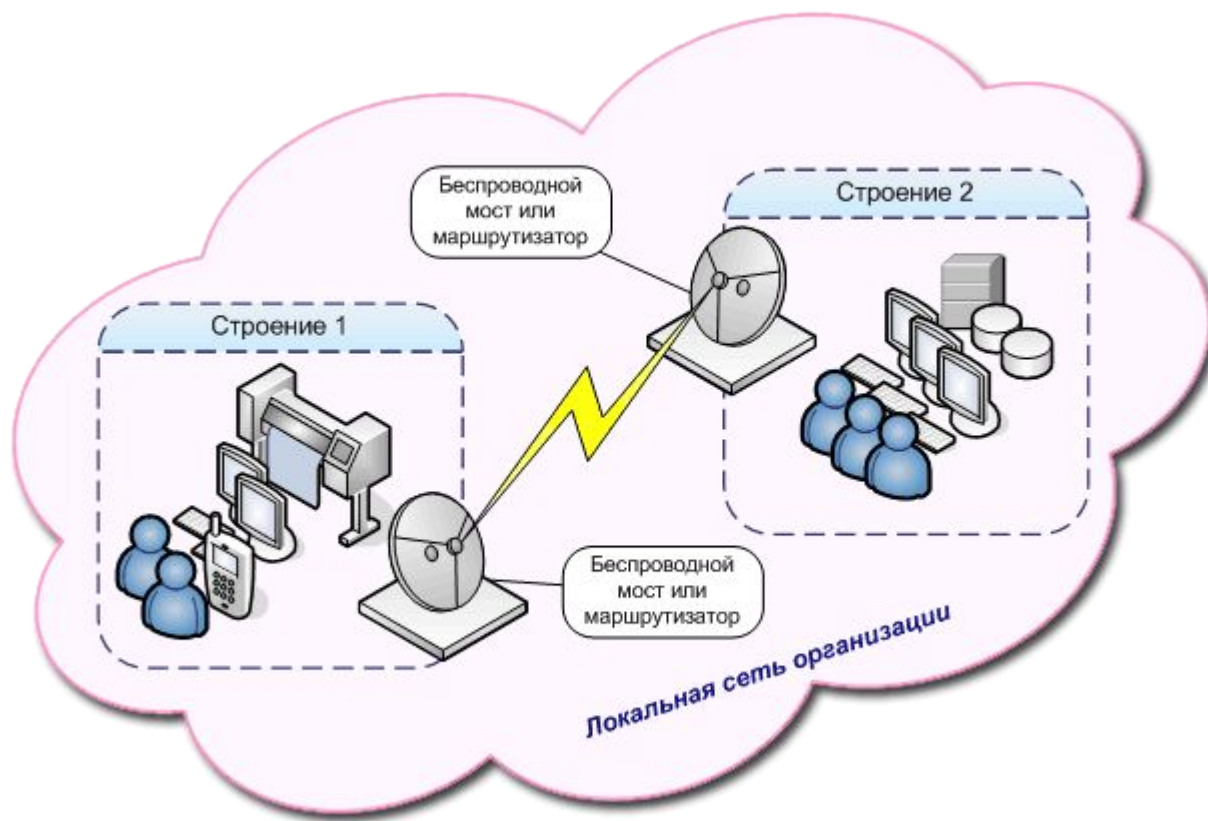 Беспроводной
мост или
маршрутизатор
Строение 2
Строение 1
Беспроводной
мост или
маршрутизатор
Локальная сеть организации